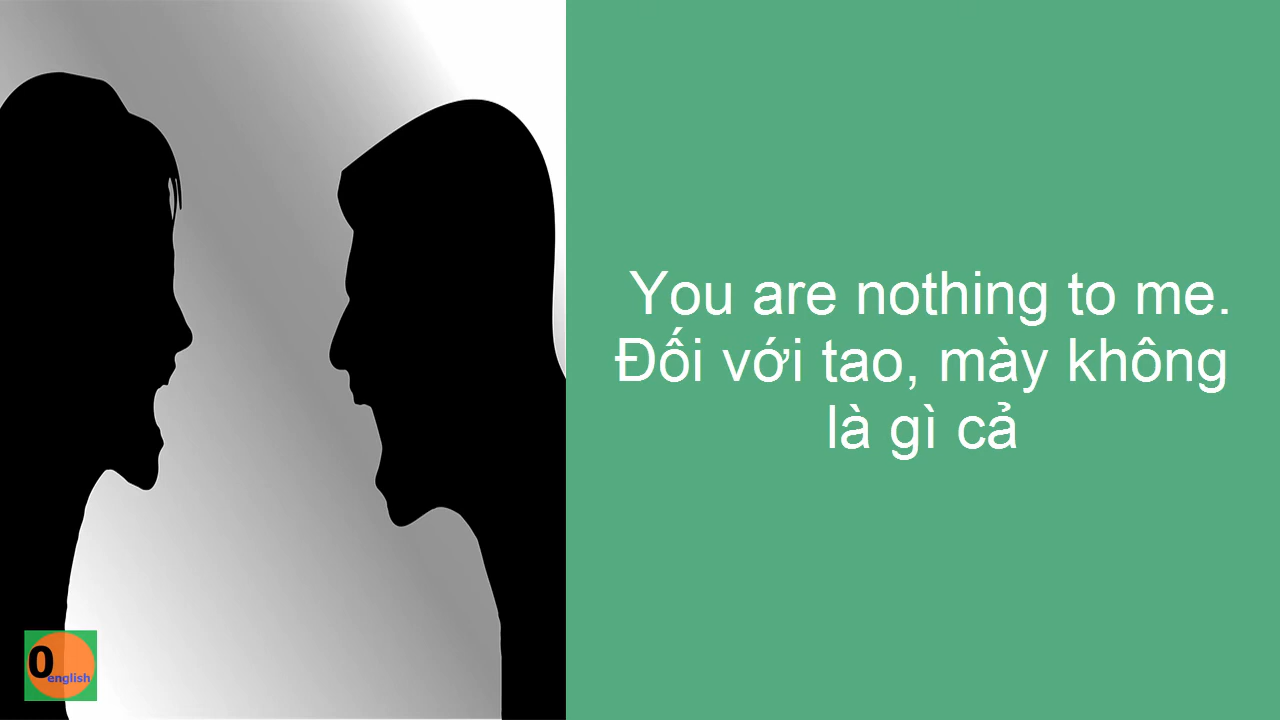 You are nothing to me.
Đối với tao, mày không
là gì cả
0
english